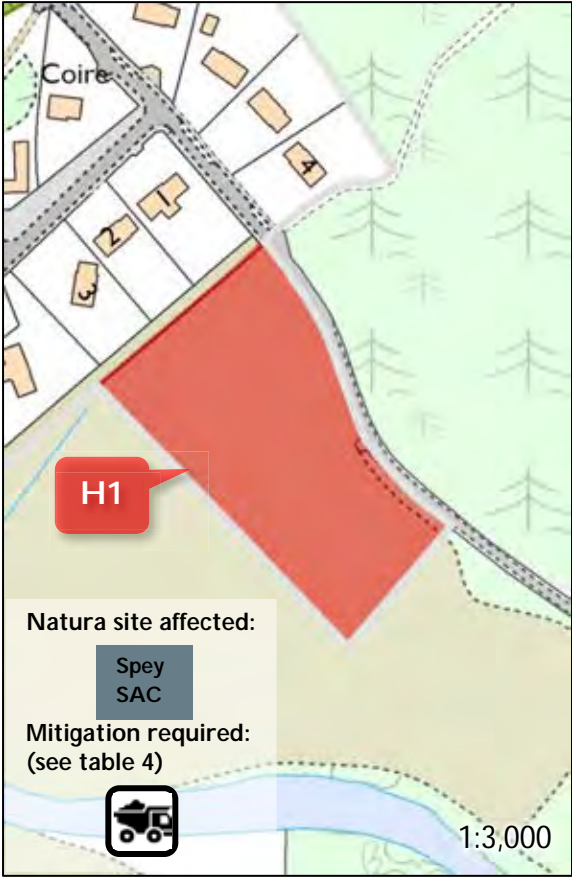 Coire
4
1
2
3
H1
Natura site affected:
Spey
SAC
Mitigation required:
(see table 4)
1:3,000